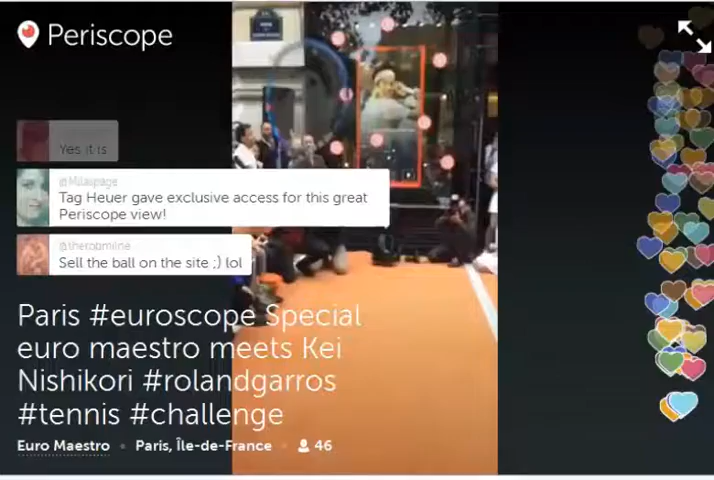 Periscope
Yes it is
@Milaspage
Tag Heuer gave exclusive access for this great
Periscope view!
Sell the ball on the site ;) lol
Paris #euroscope Special
euro maestro meets Kei
Nishikori #rolandgarros
#tennis #challenge
Euro Maestro • Paris, Île-de-France • 46